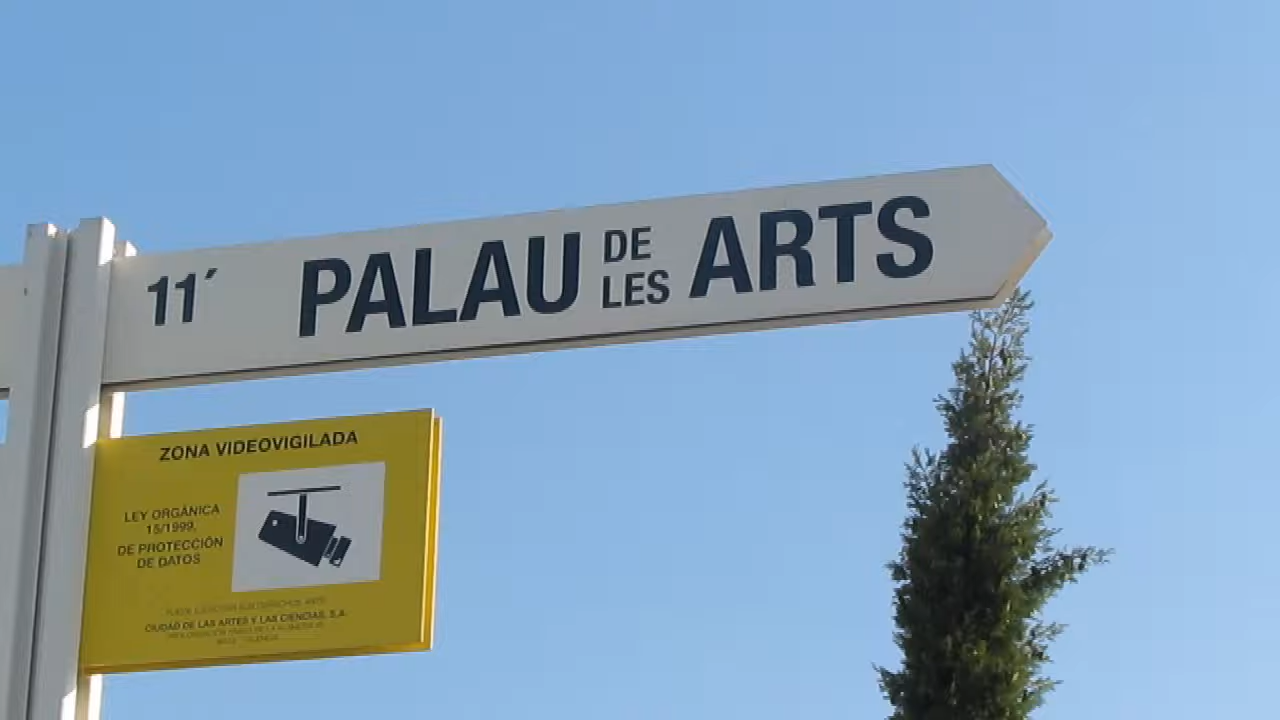 11´ PALAU DE LES ARTS
ZONA VIDEOVIGILADA
LEY ORGÁNICA
15/1999,
DE PROTECCIÓN
DE DATOS
CIUDAD DE LAS ARTES Y LAS CIENCIAS, S.A.